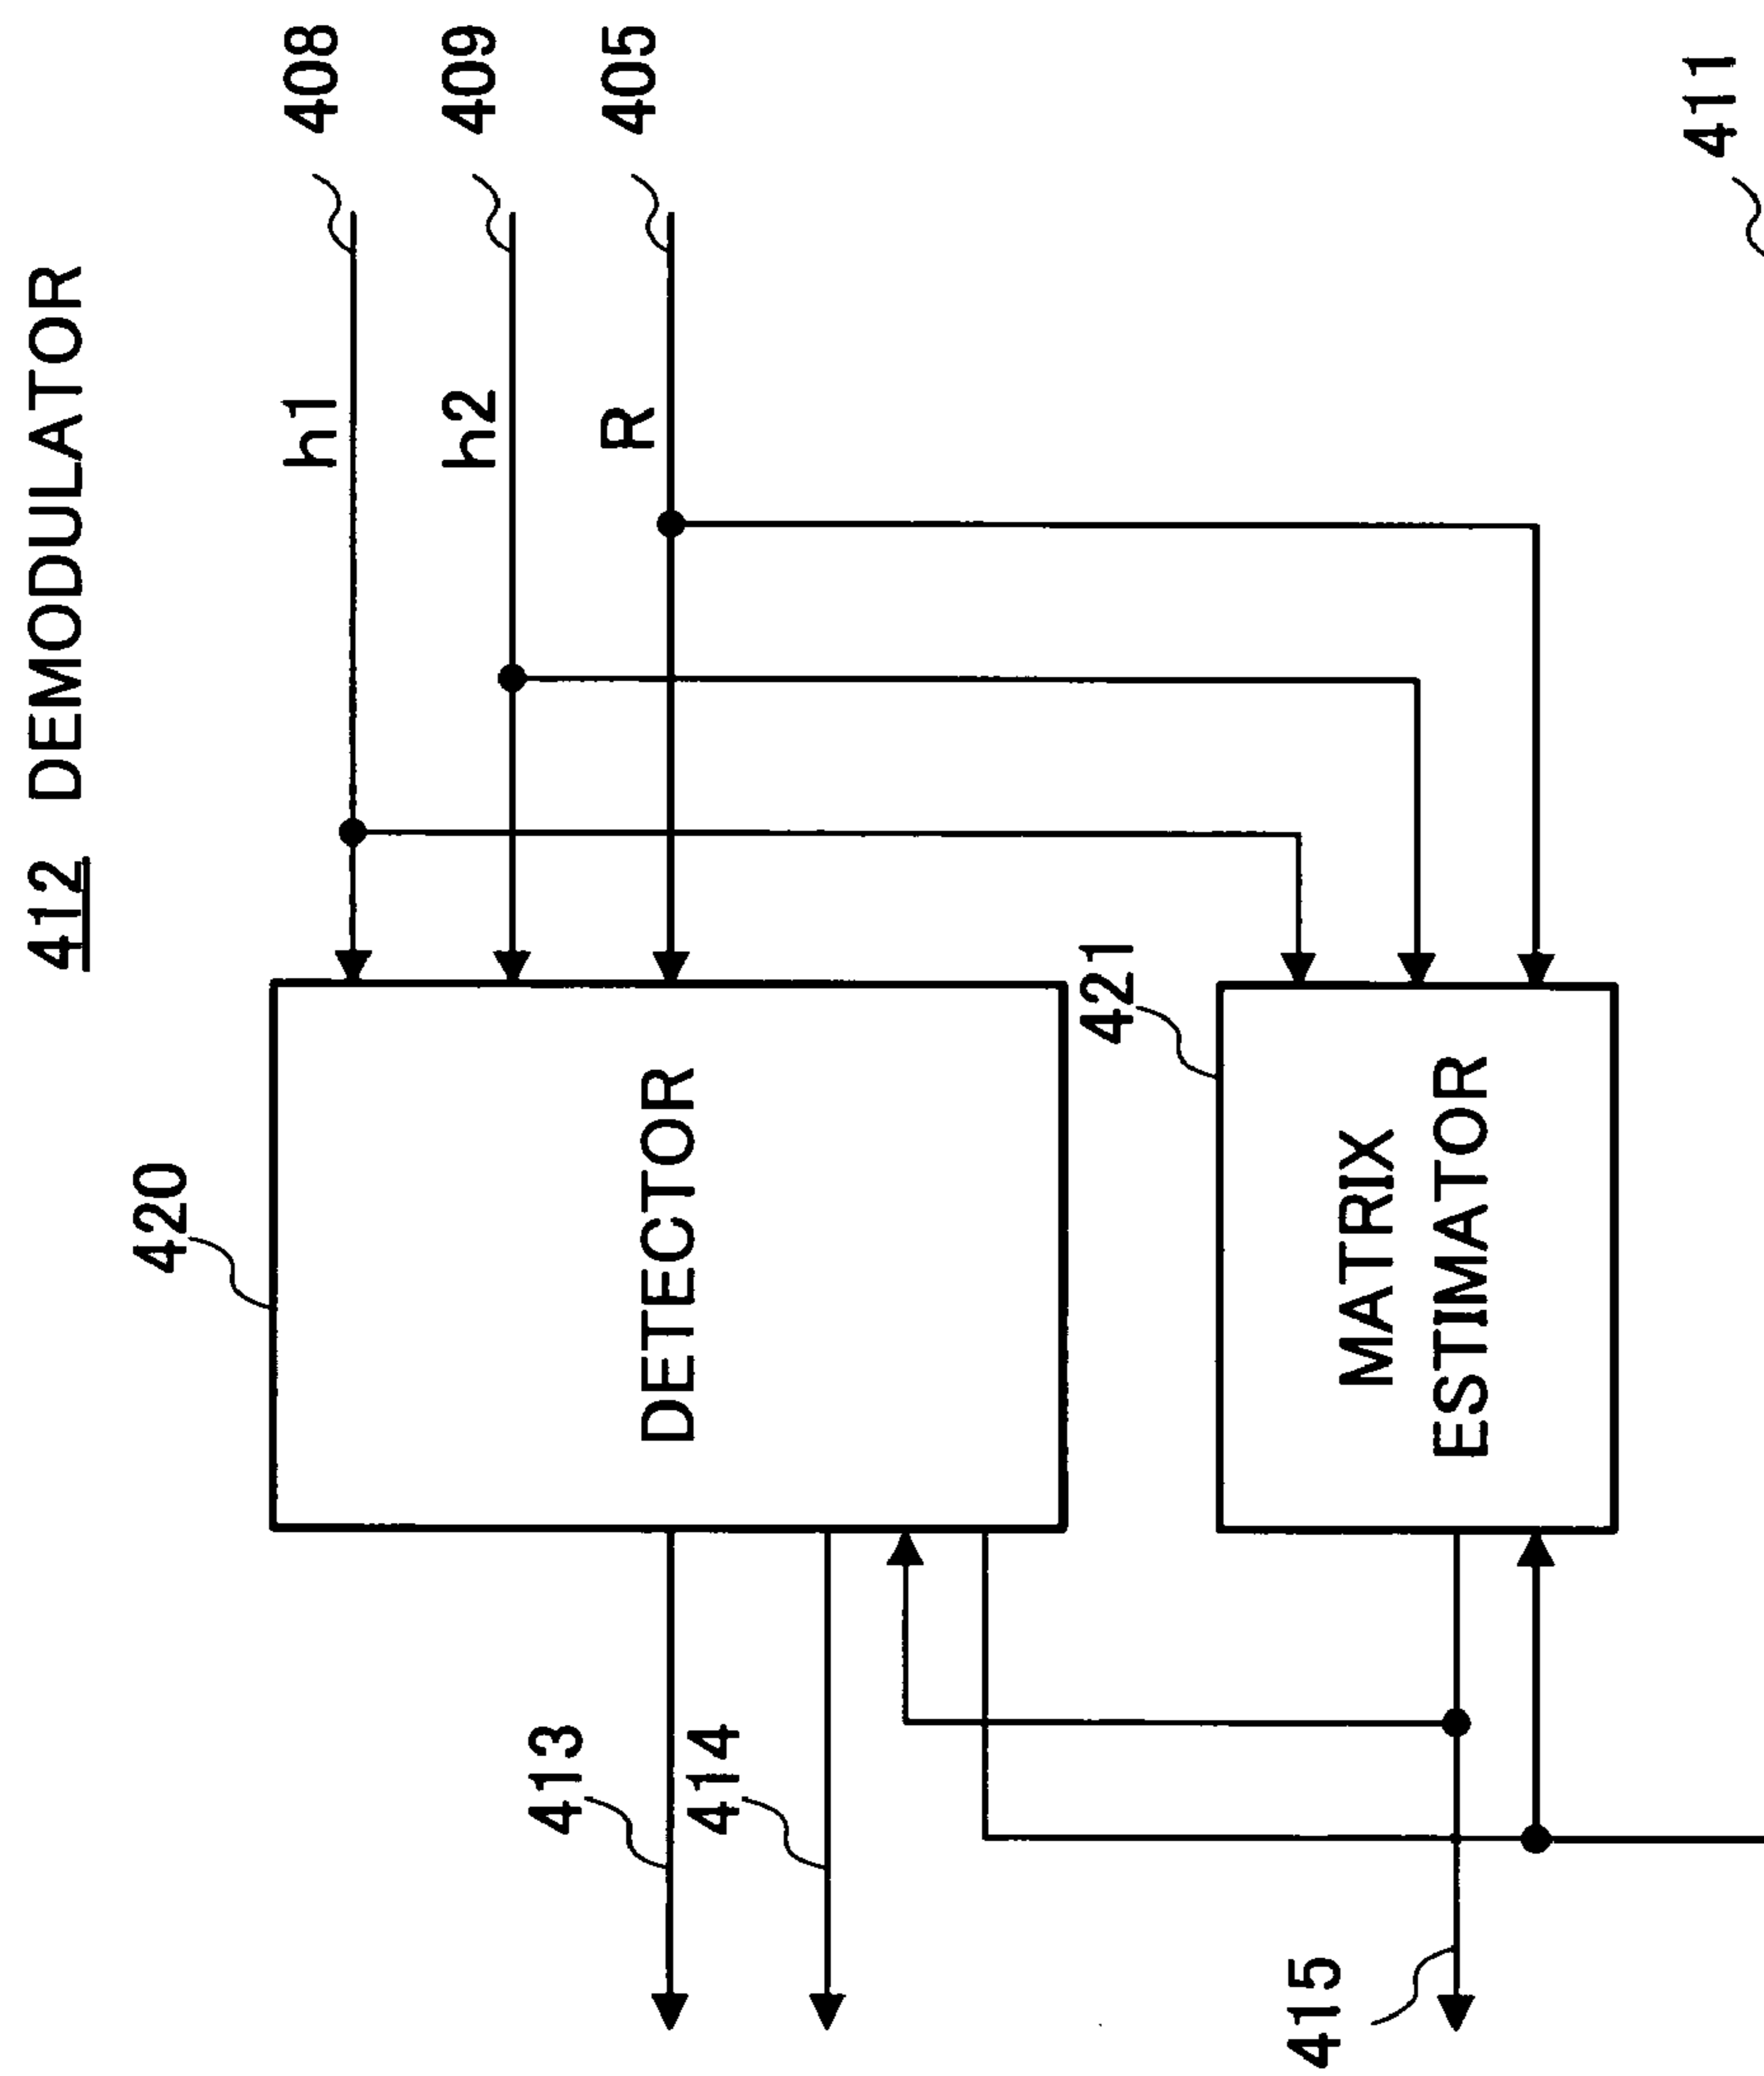 412 DEMODULATOR
408
h1
409
h2
405
R
411
420
DETECTOR
421
MATRIX
ESTIMATOR
413
414
415